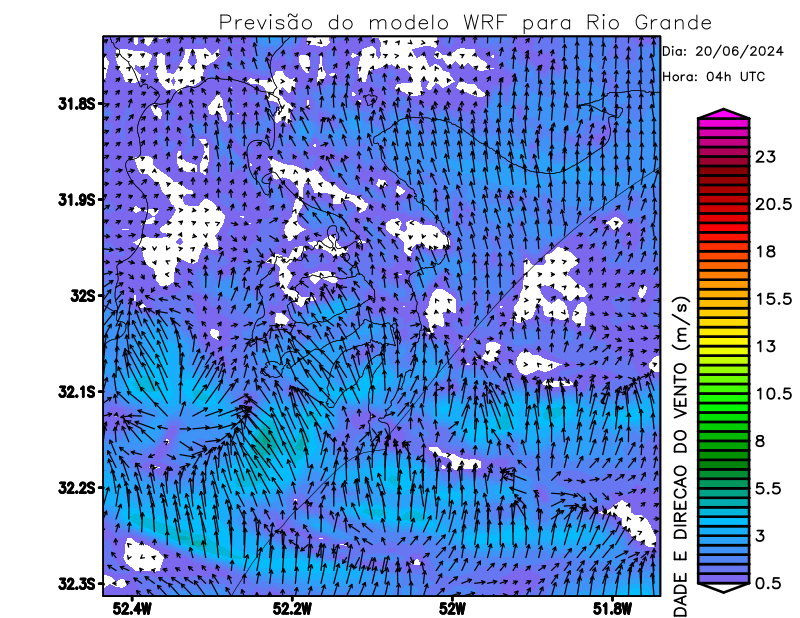 Previsão do modelo WRF para Rio Grande
Dia: 20/06/2024
Hora: 04h UTC
31.8S
31.9S
32S
32.1S
32.2S
32.3S
52.4W
52.2W
52W
51.8W
23
20.5
18
15.5
13
10.5
8
5.5
3
0.5
DADE E DIRECAO DO VENTO (m/s)